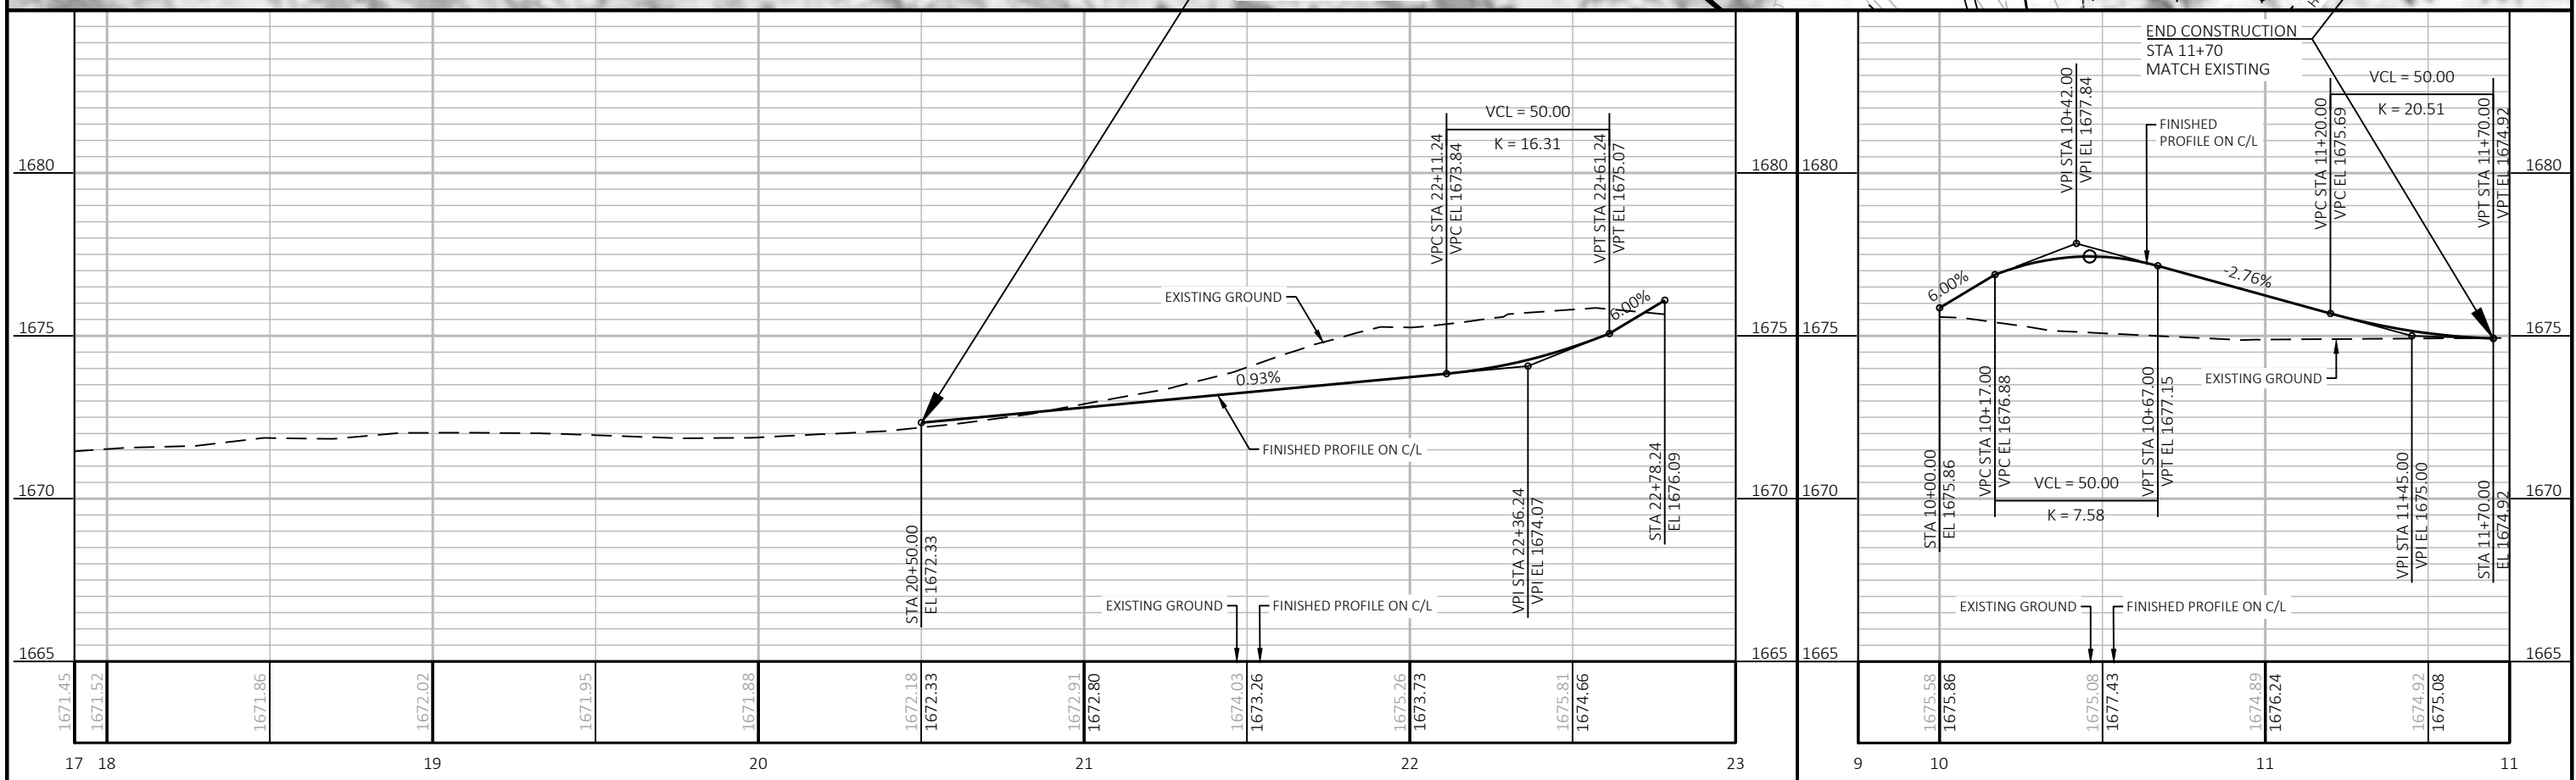 END CONSTRUCTION
STA 11+70
MATCH EXISTING
VCL = 50.00
K = 16.31
VPC STA 22+11.24
VPC EL 1673.84
VPT STA 22+61.24
VPT EL 1675.07
1680
1675
1670
1665
EXISTING GROUND
0.93%
6.00%
FINISHED PROFILE ON C/L
STA 20+50.00
EL 1672.33
VPI STA 22+36.24
VPI EL 1674.07
STA 22+78.24
EL 1676.09
EXISTING GROUND
FINISHED PROFILE ON C/L
1680
1675
1670
1665
1671.45
1671.52
1671.86
1672.02
1671.95
1671.88
1672.18
1672.33
1672.91
1672.80
1674.03
1673.26
1675.26
1673.73
1675.81
1674.66
17
18
19
20
21
22
23
1680
1675
1670
1665
VPI STA 10+42.00
VPI EL 1677.84
FINISHED
PROFILE ON C/L
VCL = 50.00
K = 20.51
VPC STA 11+20.00
VPC EL 1675.69
VPT STA 11+70.00
VPT EL 1674.92
6.00%
-2.76%
EXISTING GROUND
STA 10+00.00
EL 1675.86
VPC STA 10+17.00
VPC EL 1676.88
VPT STA 10+67.00
VPT EL 1677.15
VCL = 50.00
K = 7.58
VPI STA 11+45.00
VPI EL 1675.00
STA 11+70.00
EL 1674.92
EXISTING GROUND
FINISHED PROFILE ON C/L
1680
1675
1670
1665
1675.58
1675.86
1675.08
1677.43
1674.89
1676.24
1674.92
1675.08
9
10
11
11